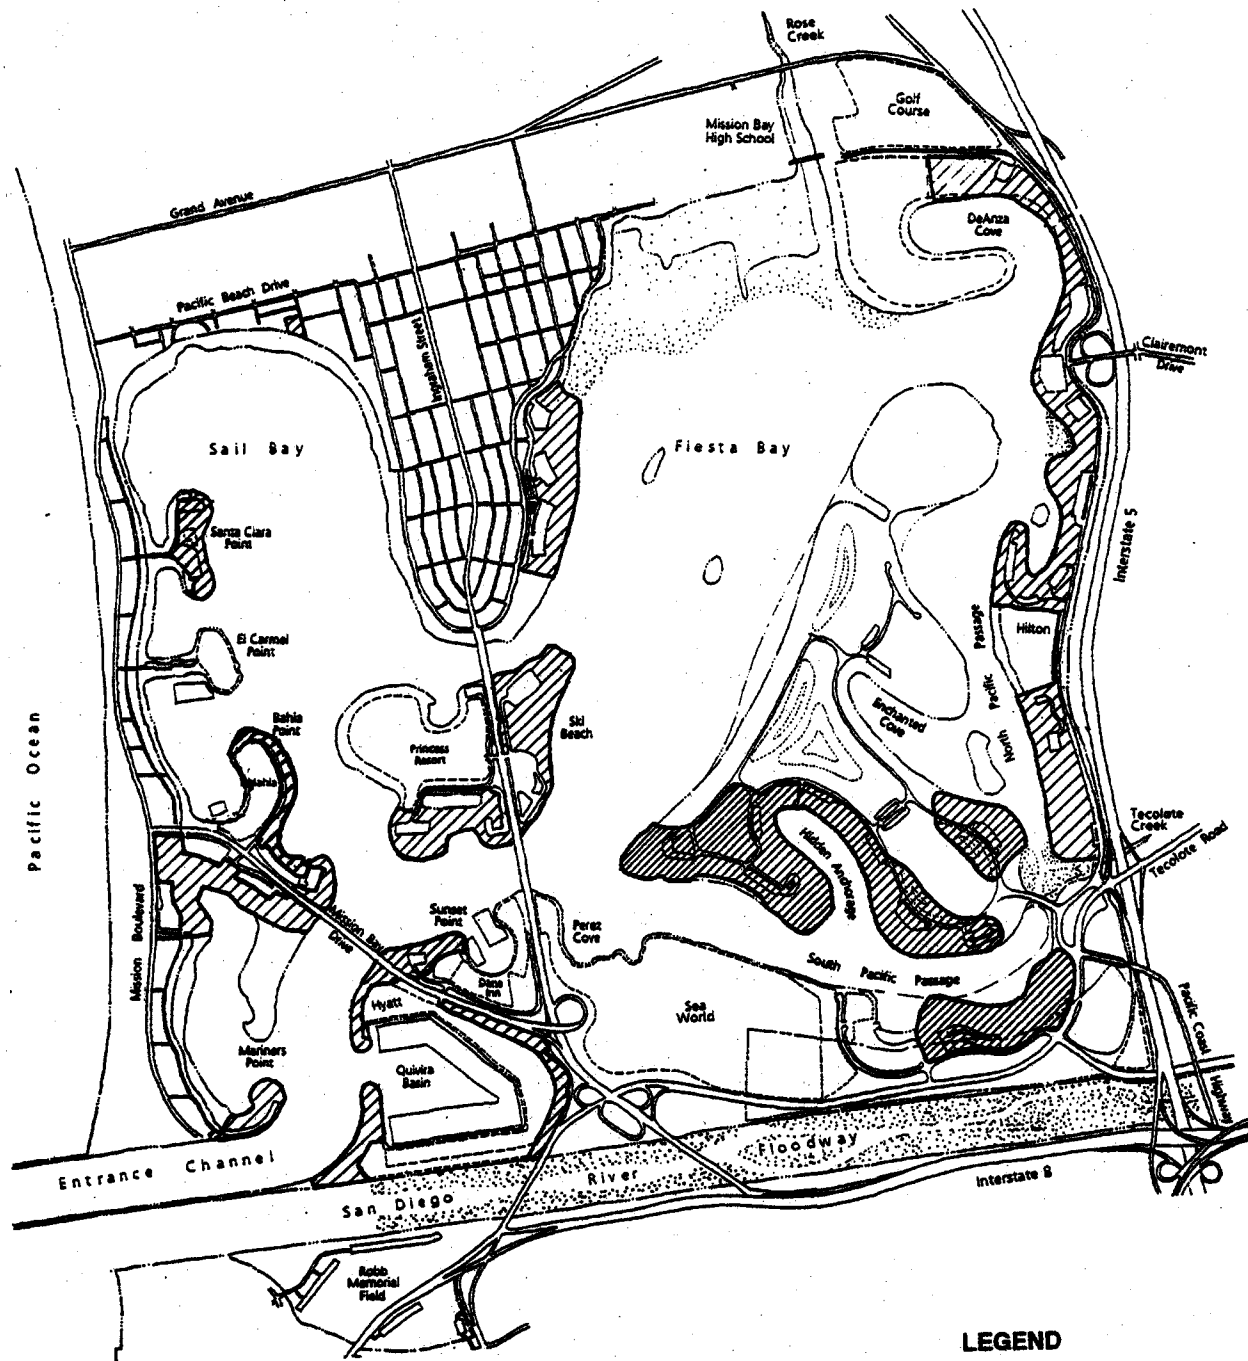 Rose
Creek
Golf
Course
Mission Bay
High School
Grand Avenue
DeAnza
Cove
Pacific Beach Drive
Ingraham Street
Clairemont
Drive
Sail Bay
Fiesta Bay
Santa Clara
Point
Interstate 5
El Carmel
Point
Hilton
North Pacific Passage
Pacific Ocean
Bahia
Point
Bahia
Princess
Resort
Ski
Beach
Enchanted
Cove
Hidden Anchorage
Tecolate
Creek
Tecolote Road
Mission Boulevard
Mission Bay
Drive
Sunset
Point
Perez
Cove
South Pacific Passage
Dana
Inn
Hyatt
Sea
World
Pacific Coast Highway
Mariners
Point
Quivira
Basin
Entrance Channel
San Diego River Floodway
Interstate 8
Robb
Memorial
Field
LEGEND